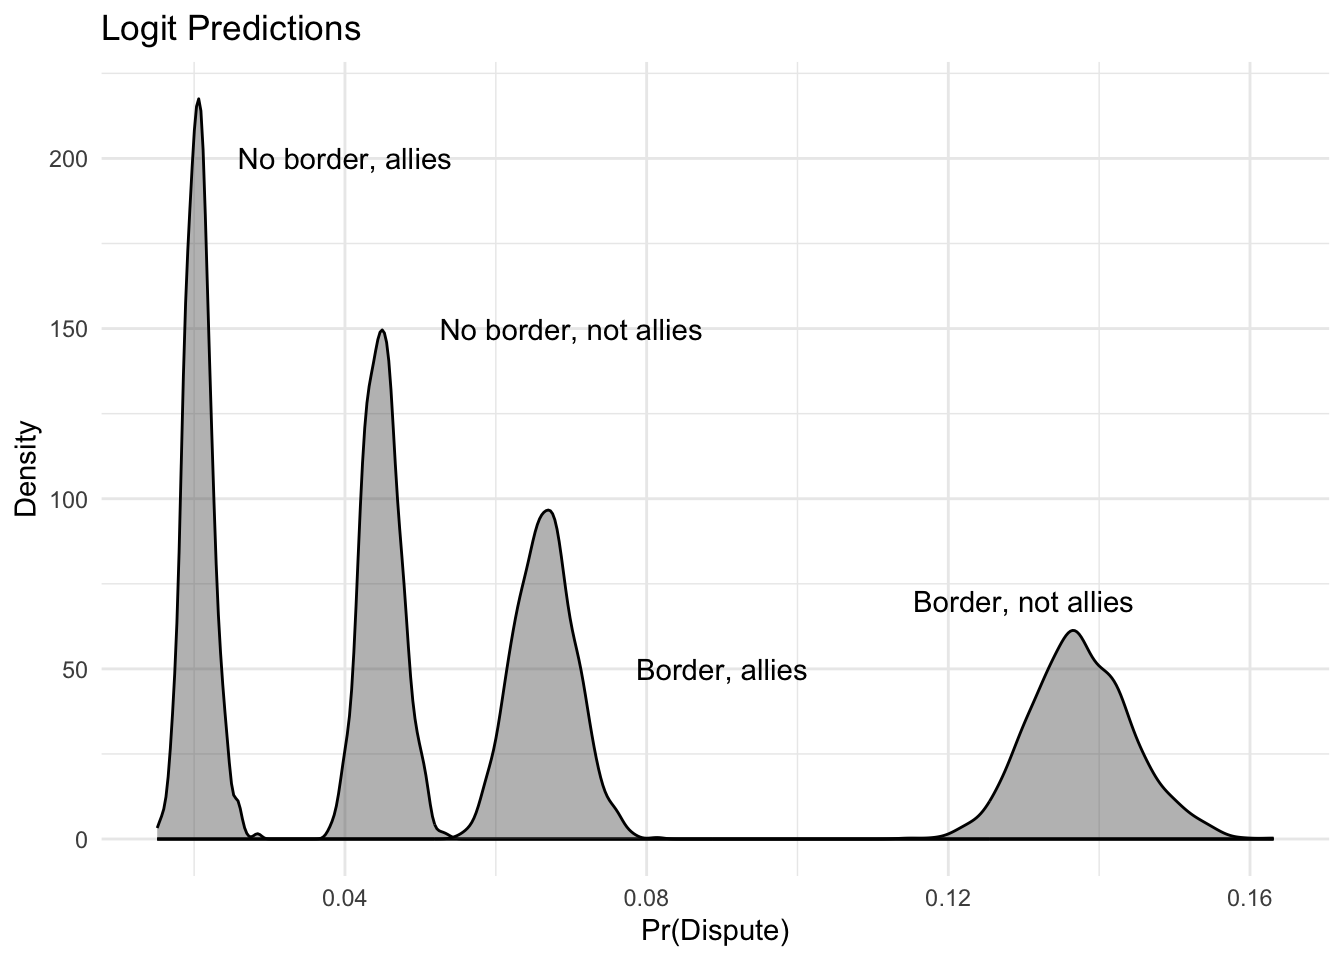 Logit Predictions
No border, allies
No border, not allies
Border, not allies
Border, allies
Density
200
150
100
50
0
0.04
0.08
0.12
0.16
Pr(Dispute)